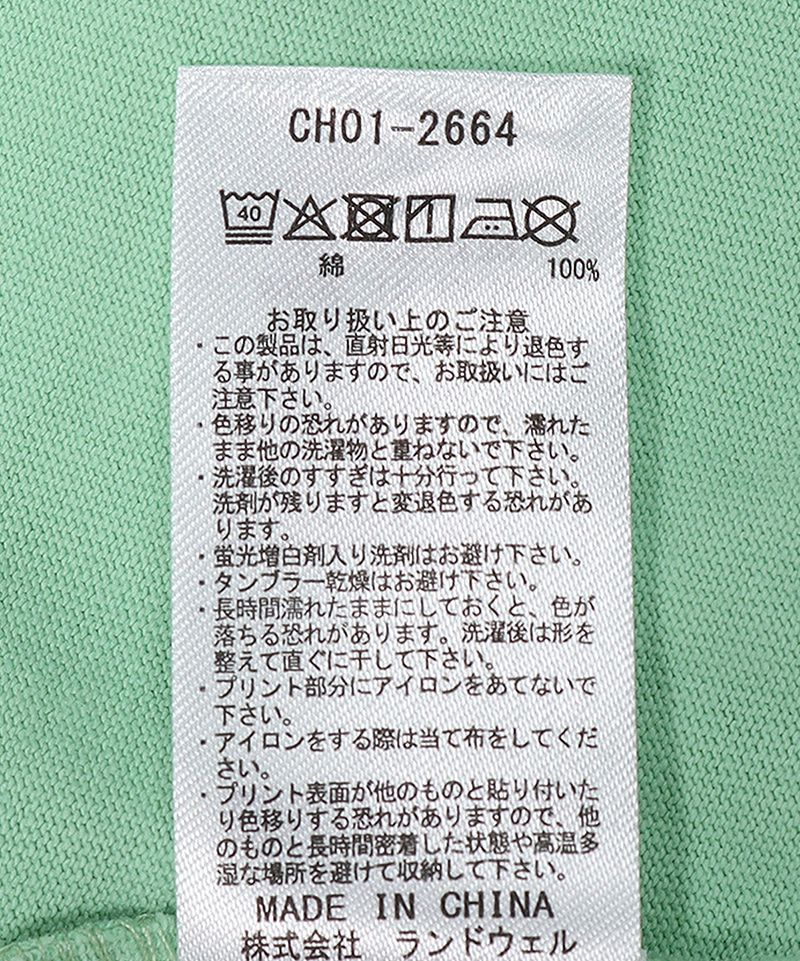 CH01-2664
40
綿 100%
お取り扱い上のご注意
・この製品は、直射日光等により退色す
る事がありますので、お取扱いにはご
注意下さい。
・色移りの恐れがありますので、濡れた
まま他の洗濯物と重ねないで下さい。
・洗濯後のすすぎは十分行って下さい。
洗剤が残りますと変退色する恐れがあ
ります。
・蛍光増白剤入り洗剤はお避け下さい。
・タンブラー乾燥はお避け下さい。
・長時間濡れたままにしておくと、色が
落ちる恐れがあります。洗濯後は形を
整えて直ぐに干して下さい。
・プリント部分にアイロンをあてないで
下さい。
・アイロンをする際は当て布をしてくだ
さい。
・プリント表面が他のものと貼り付いた
り色移りする恐れがありますので、他
のものと長時間密着した状態や高温多
湿な場所を避けて収納して下さい。
MADE IN CHINA
株式会社 ランドウェル